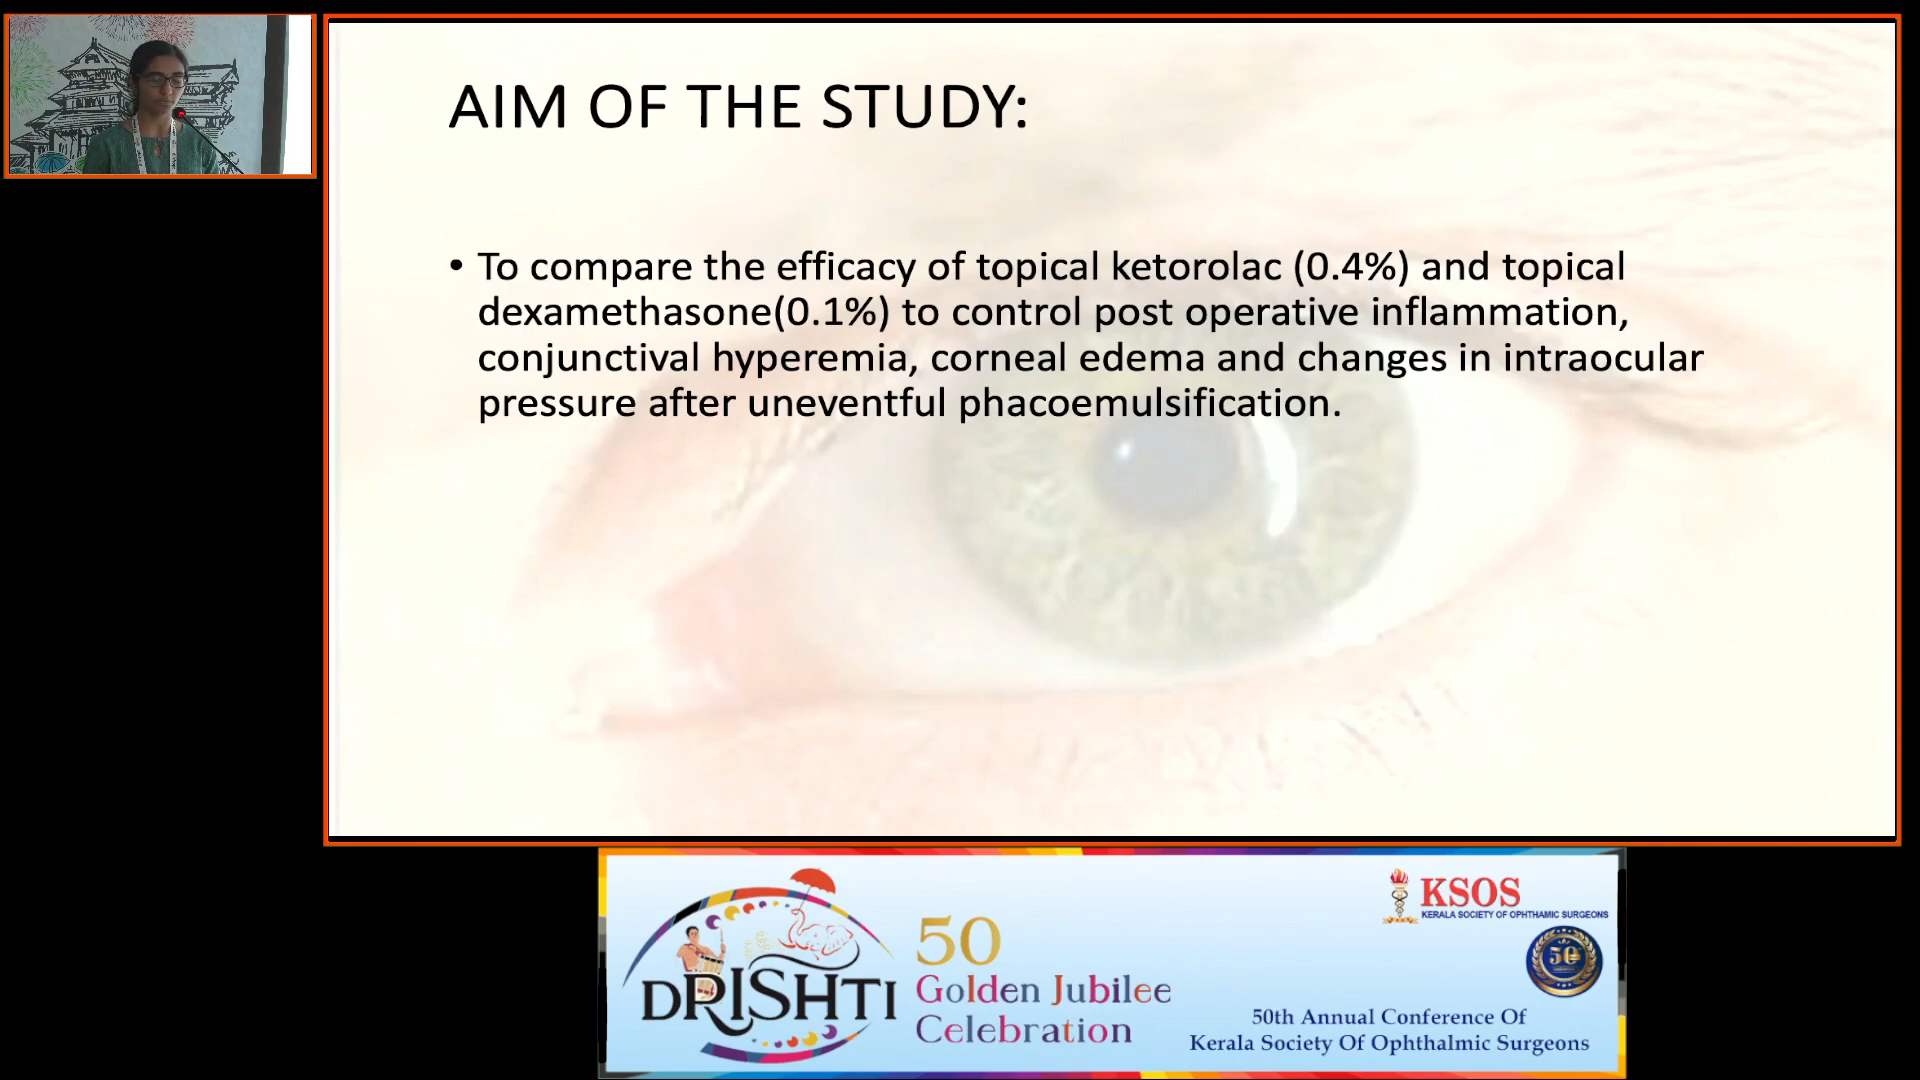 AIM OF THE STUDY:
• To compare the efficacy of topical ketorolac (0.4%) and topical
dexamethasone(0.1%) to control post operative inflammation,
conjunctival hyperemia, corneal edema and changes in intraocular
pressure after uneventful phacoemulsification.
DRISHTI
50
Golden Jubilee
Celebration
KSOS
KERALA SOCIETY OF OPHTHAMIC SURGEONS
50
50th Annual Conference Of
Kerala Society Of Ophthalmic Surgeons